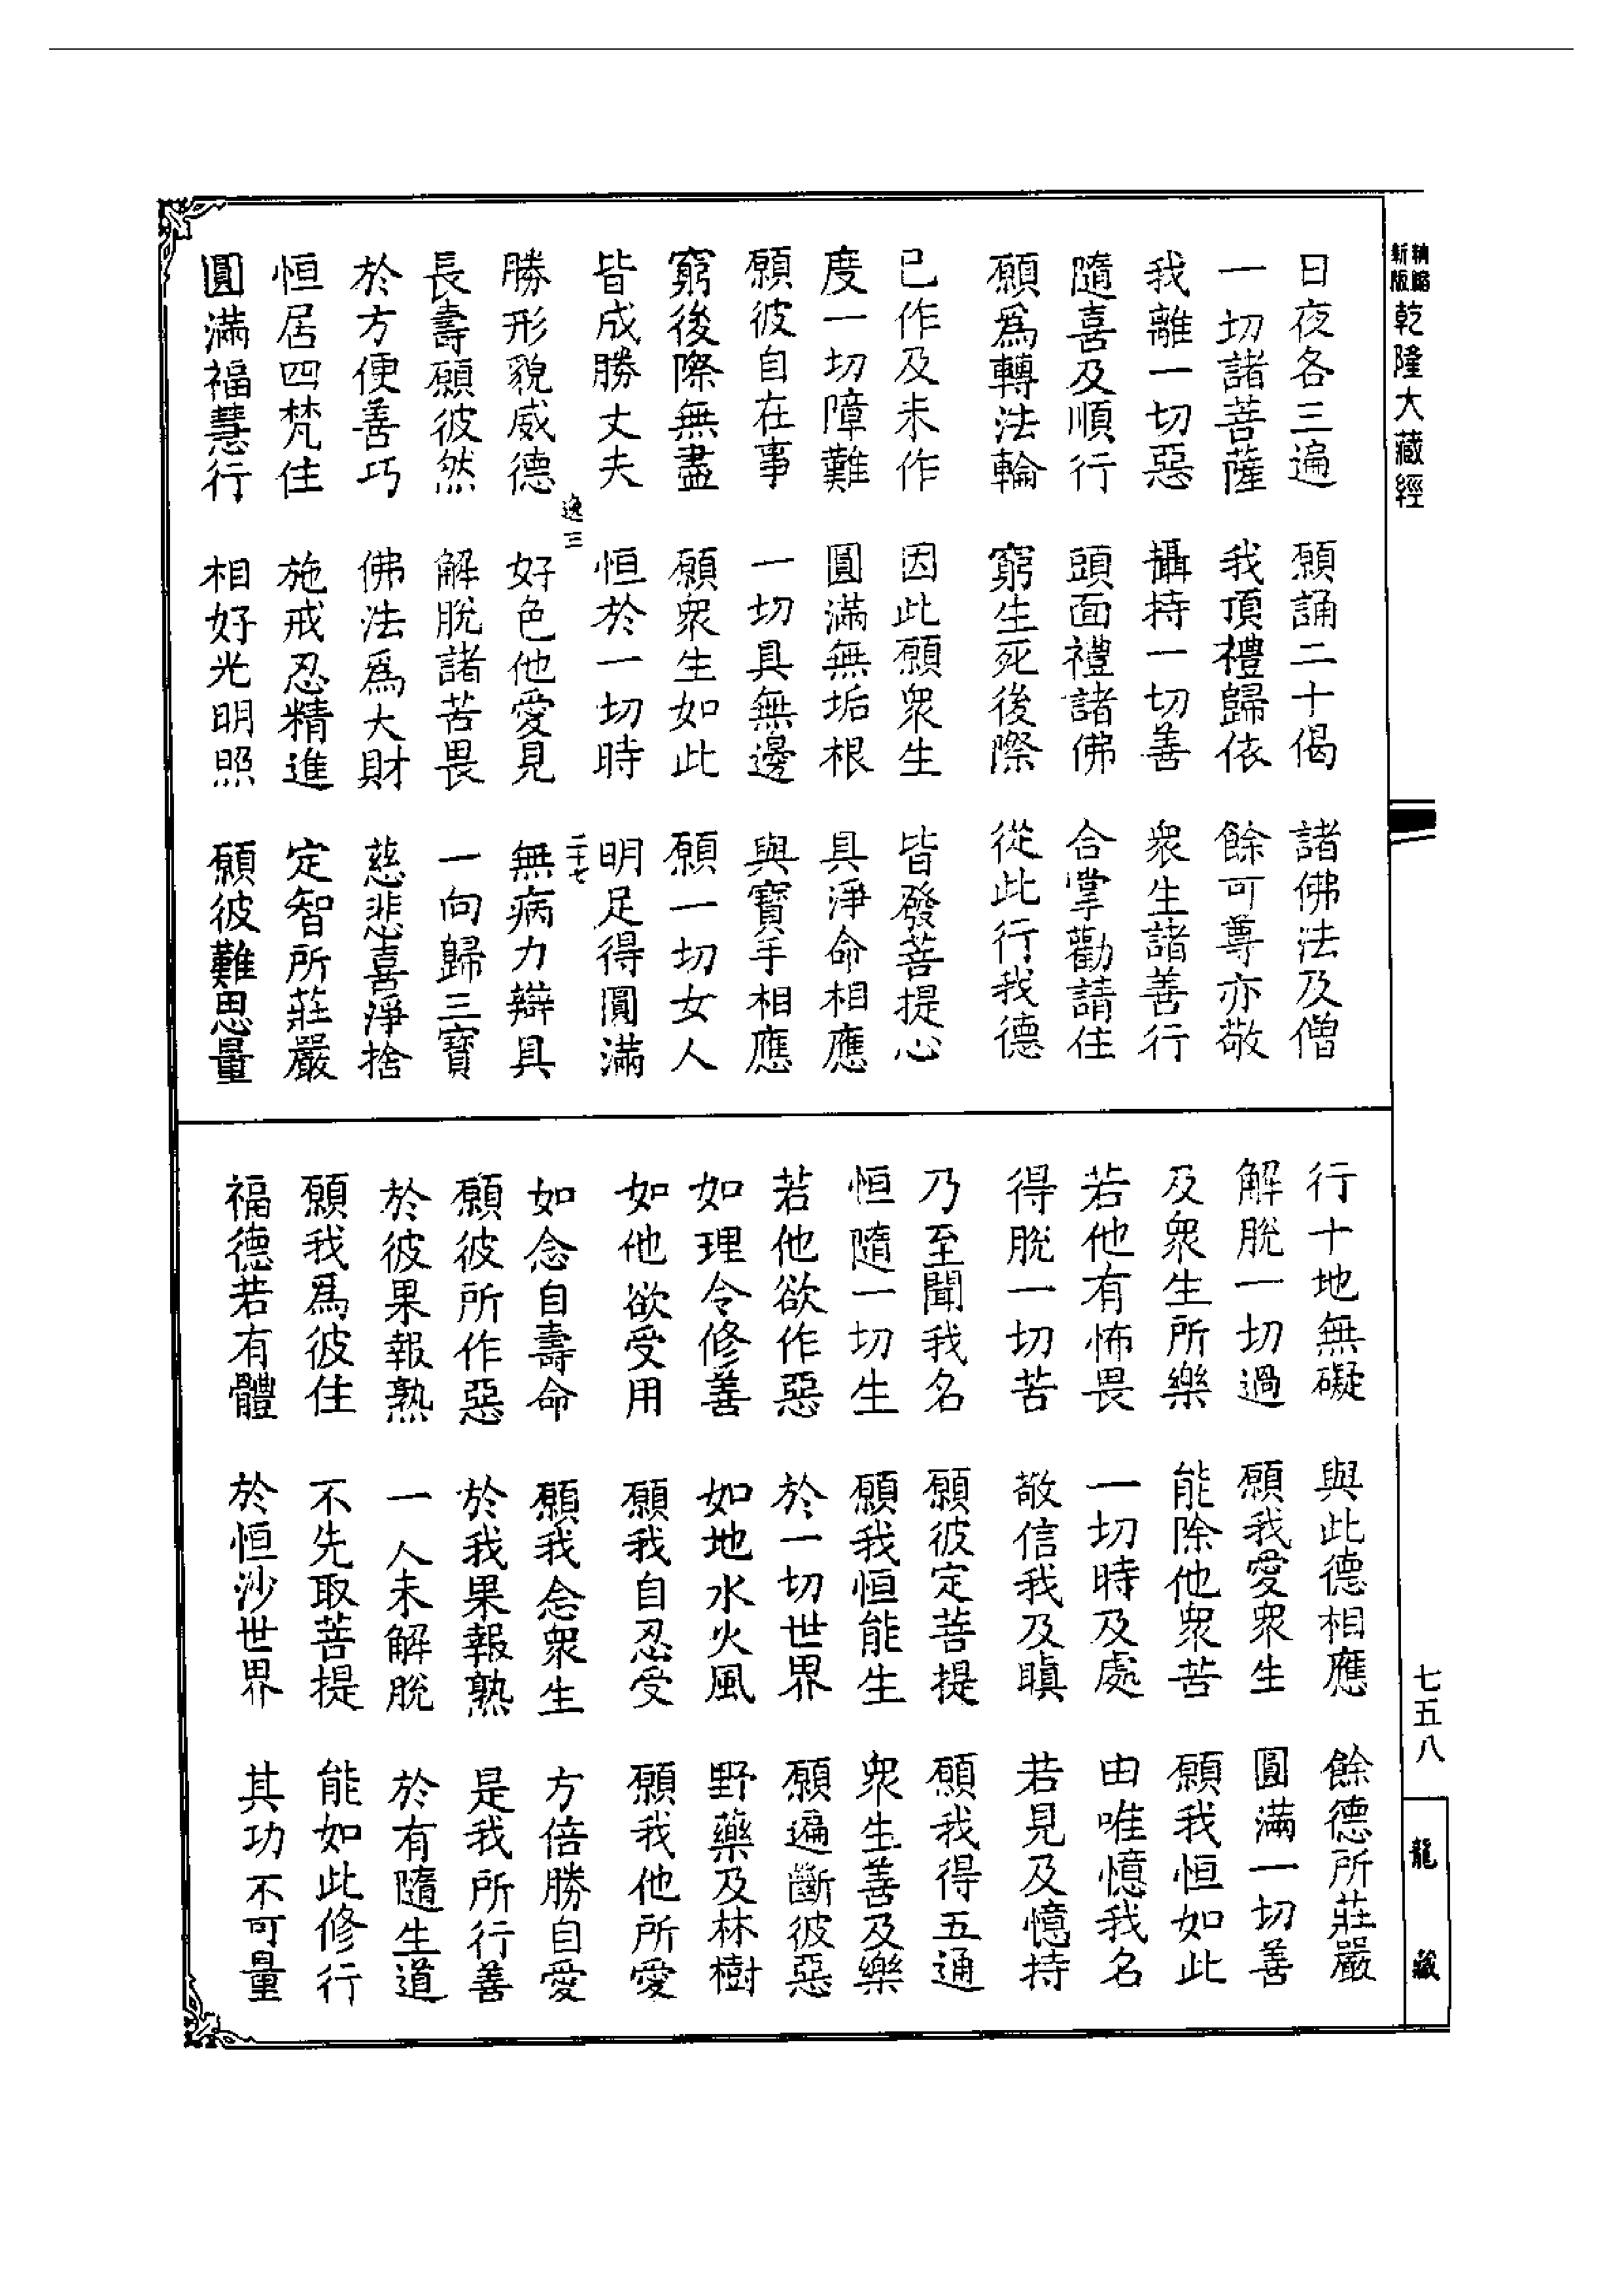 新版
精縮
乾隆大藏經
日夜各三遍 願誦二十偈 諸佛法及僧
一切諸菩薩 我頂禮歸依 餘可尊亦敬
我離一切惡 攝持一切善 衆生諸善行
隨喜及順行 頭面禮諸佛 合掌勸請住
願爲轉法輪 窮生死後際 從此行我德
已作及未作 因此願衆生 皆發菩提心
度一切障難 圓滿無垢根 具淨命相應
願彼自在事 一切具無邊 與寶手相應
窮後際無盡 願衆生如此 願一切女人
皆成勝丈夫 恒於一切時 明足得圓滿
逸三 二十七
勝形貌威德 好色他愛見 無病力辯具
長壽願彼然 解脫諸苦畏 一向歸三寶
於方便善巧 佛法爲大財 慈悲喜淨捨
恒居四梵住 施戒忍精進 定智所莊嚴
圓滿福慧行 相好光明照 願彼難思量
行十地無礙 與此德相應 餘德所莊嚴
解脫一切過 願我愛衆生 圓滿一切善
及衆生所樂 能除他衆苦 願我恒如此
若他有怖畏 一切時及處 由唯憶我名
得脫一切苦 敬信我及瞋 若見及憶持
乃至聞我名 願彼定菩提 願我得五通
恒隨一切生 願我恒能生 衆生善及樂
若他欲作惡 於一切世界 願遍斷彼惡
如理令修善 如地水火風 野藥及林樹
如他欲受用 願我自忍受 願我他所愛
如念自壽命 願我念衆生 方倍勝自愛
願彼所作惡 於我果報熟 是我所行善
於彼果報熟 一人未解脫 於有隨生道
願我爲彼住 不先取菩提 能如此修行
福德若有體 於恒沙世界 其功不可量
七五八
龍藏